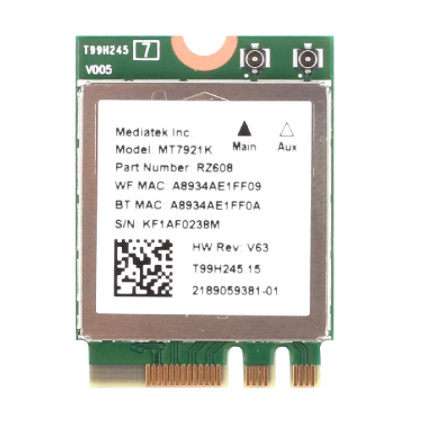 T99H245 7
V005
Mediatek Inc.
Model: MT7921K
Main Aux
Part Number: RZ608
WF MAC: A8934AE1FF09
BT MAC: A8934AE1FF0A
S/N: KF1AF0238M
HW Rev: V63
T99H245 15
2189059381-01